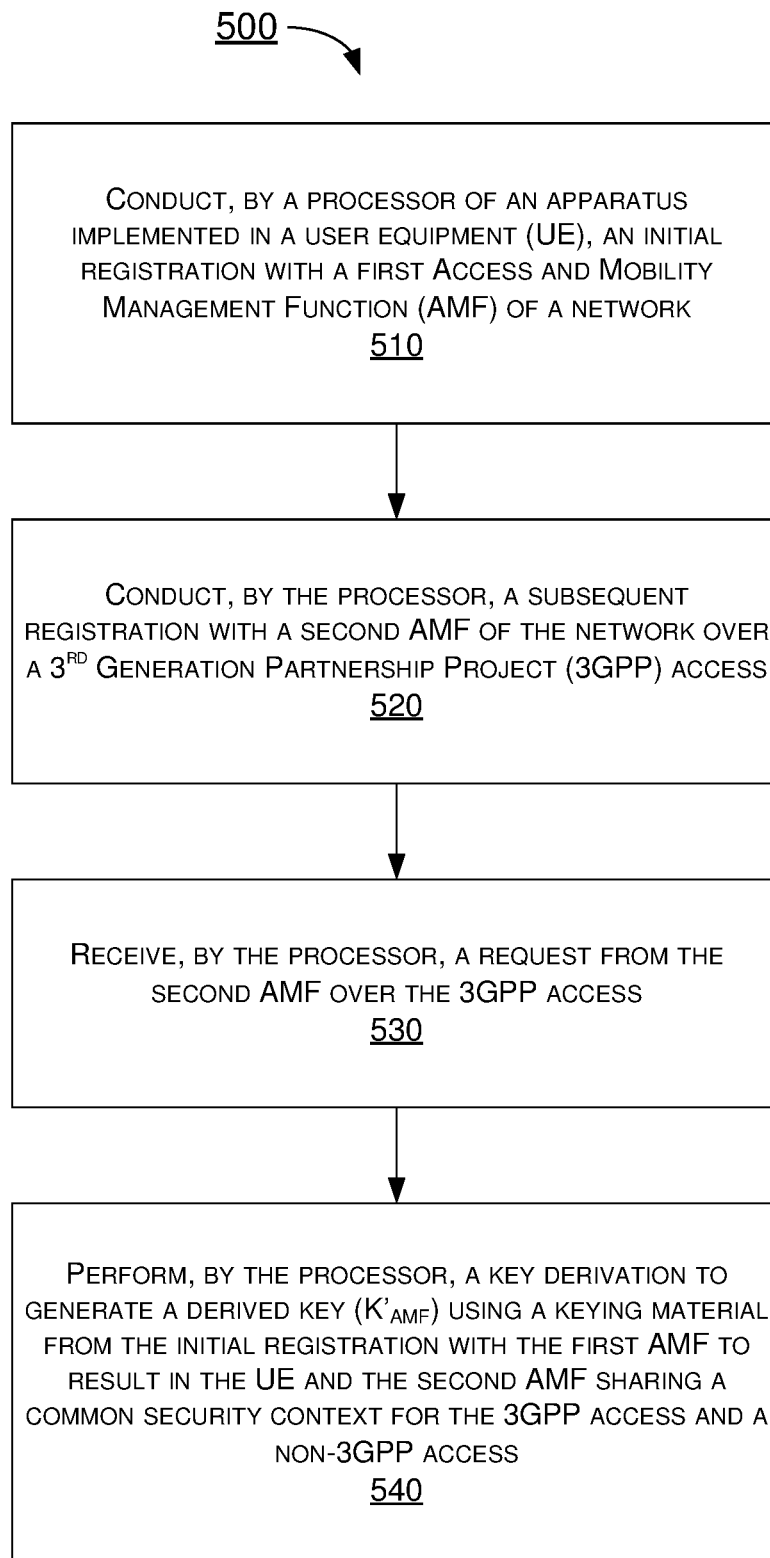 500
CONDUCT, BY A PROCESSOR OF AN APPARATUS
IMPLEMENTED IN A USER EQUIPMENT (UE), AN INITIAL
REGISTRATION WITH A FIRST ACCESS AND MOBILITY
MANAGEMENT FUNCTION (AMF) OF A NETWORK
510
CONDUCT, BY THE PROCESSOR, A SUBSEQUENT
REGISTRATION WITH A SECOND AMF OF THE NETWORK OVER
A 3RD GENERATION PARTNERSHIP PROJECT (3GPP) ACCESS
520
RECEIVE, BY THE PROCESSOR, A REQUEST FROM THE
SECOND AMF OVER THE 3GPP ACCESS
530
PERFORM, BY THE PROCESSOR, A KEY DERIVATION TO
GENERATE A DERIVED KEY (K'AMF) USING A KEYING MATERIAL
FROM THE INITIAL REGISTRATION WITH THE FIRST AMF TO
RESULT IN THE UE AND THE SECOND AMF SHARING A
COMMON SECURITY CONTEXT FOR THE 3GPP ACCESS AND A
NON-3GPP ACCESS
540